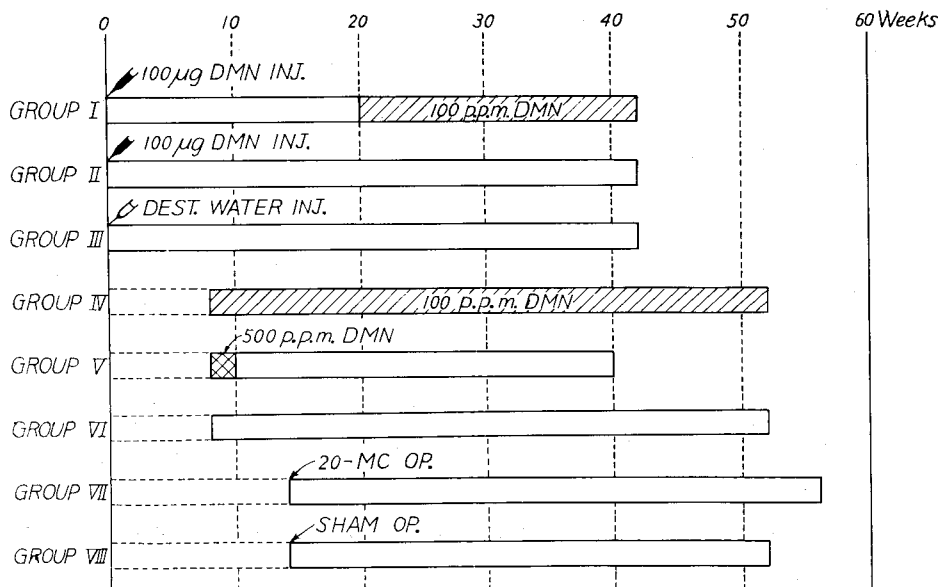 0 10 20 30 40 50 60 Weeks
100 µg DMN INJ.
GROUP I 100 p.p.m. DMN
100 µg DMN INJ.
GROUP II
DEST. WATER INJ.
GROUP III
GROUP IV 100 p.p.m. DMN
500 p.p.m. DMN
GROUP V
GROUP VI
20-MC OP.
GROUP VII
SHAM OP.
GROUP VIII